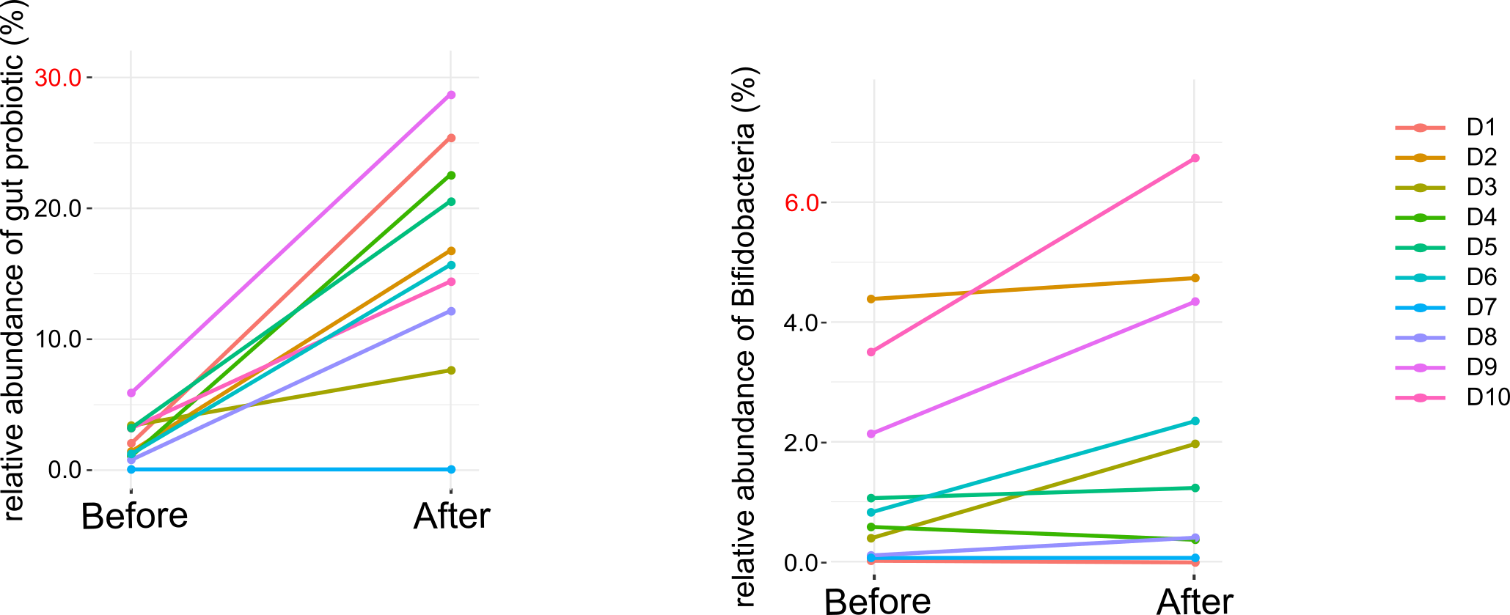 relative abundance of gut probiotic (%)
30.0
20.0
10.0
0.0
Before
After
relative abundance of Bifidobacteria (%)
6.0
4.0
2.0
0.0
Before
After
D1
D2
D3
D4
D5
D6
D7
D8
D9
D10